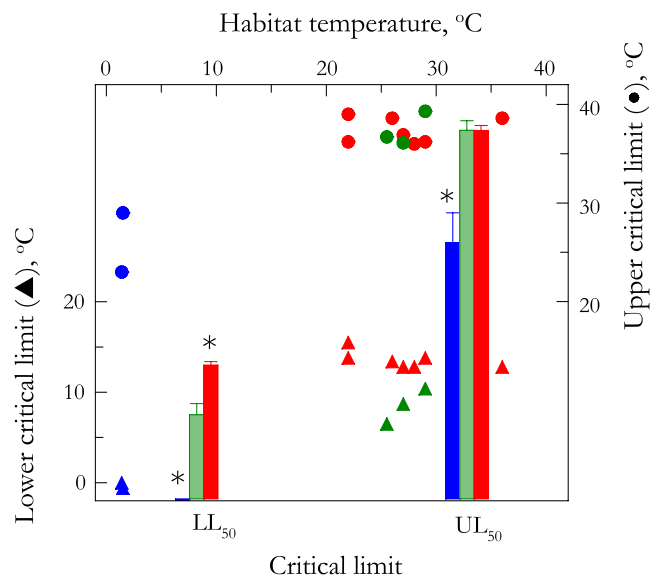 Habitat temperature, °C
0 10 20 30 40
Lower critical limit (▲), °C
20
10
0
Upper critical limit (●), °C
40
30
20
*
*
*
LL50 UL50
Critical limit